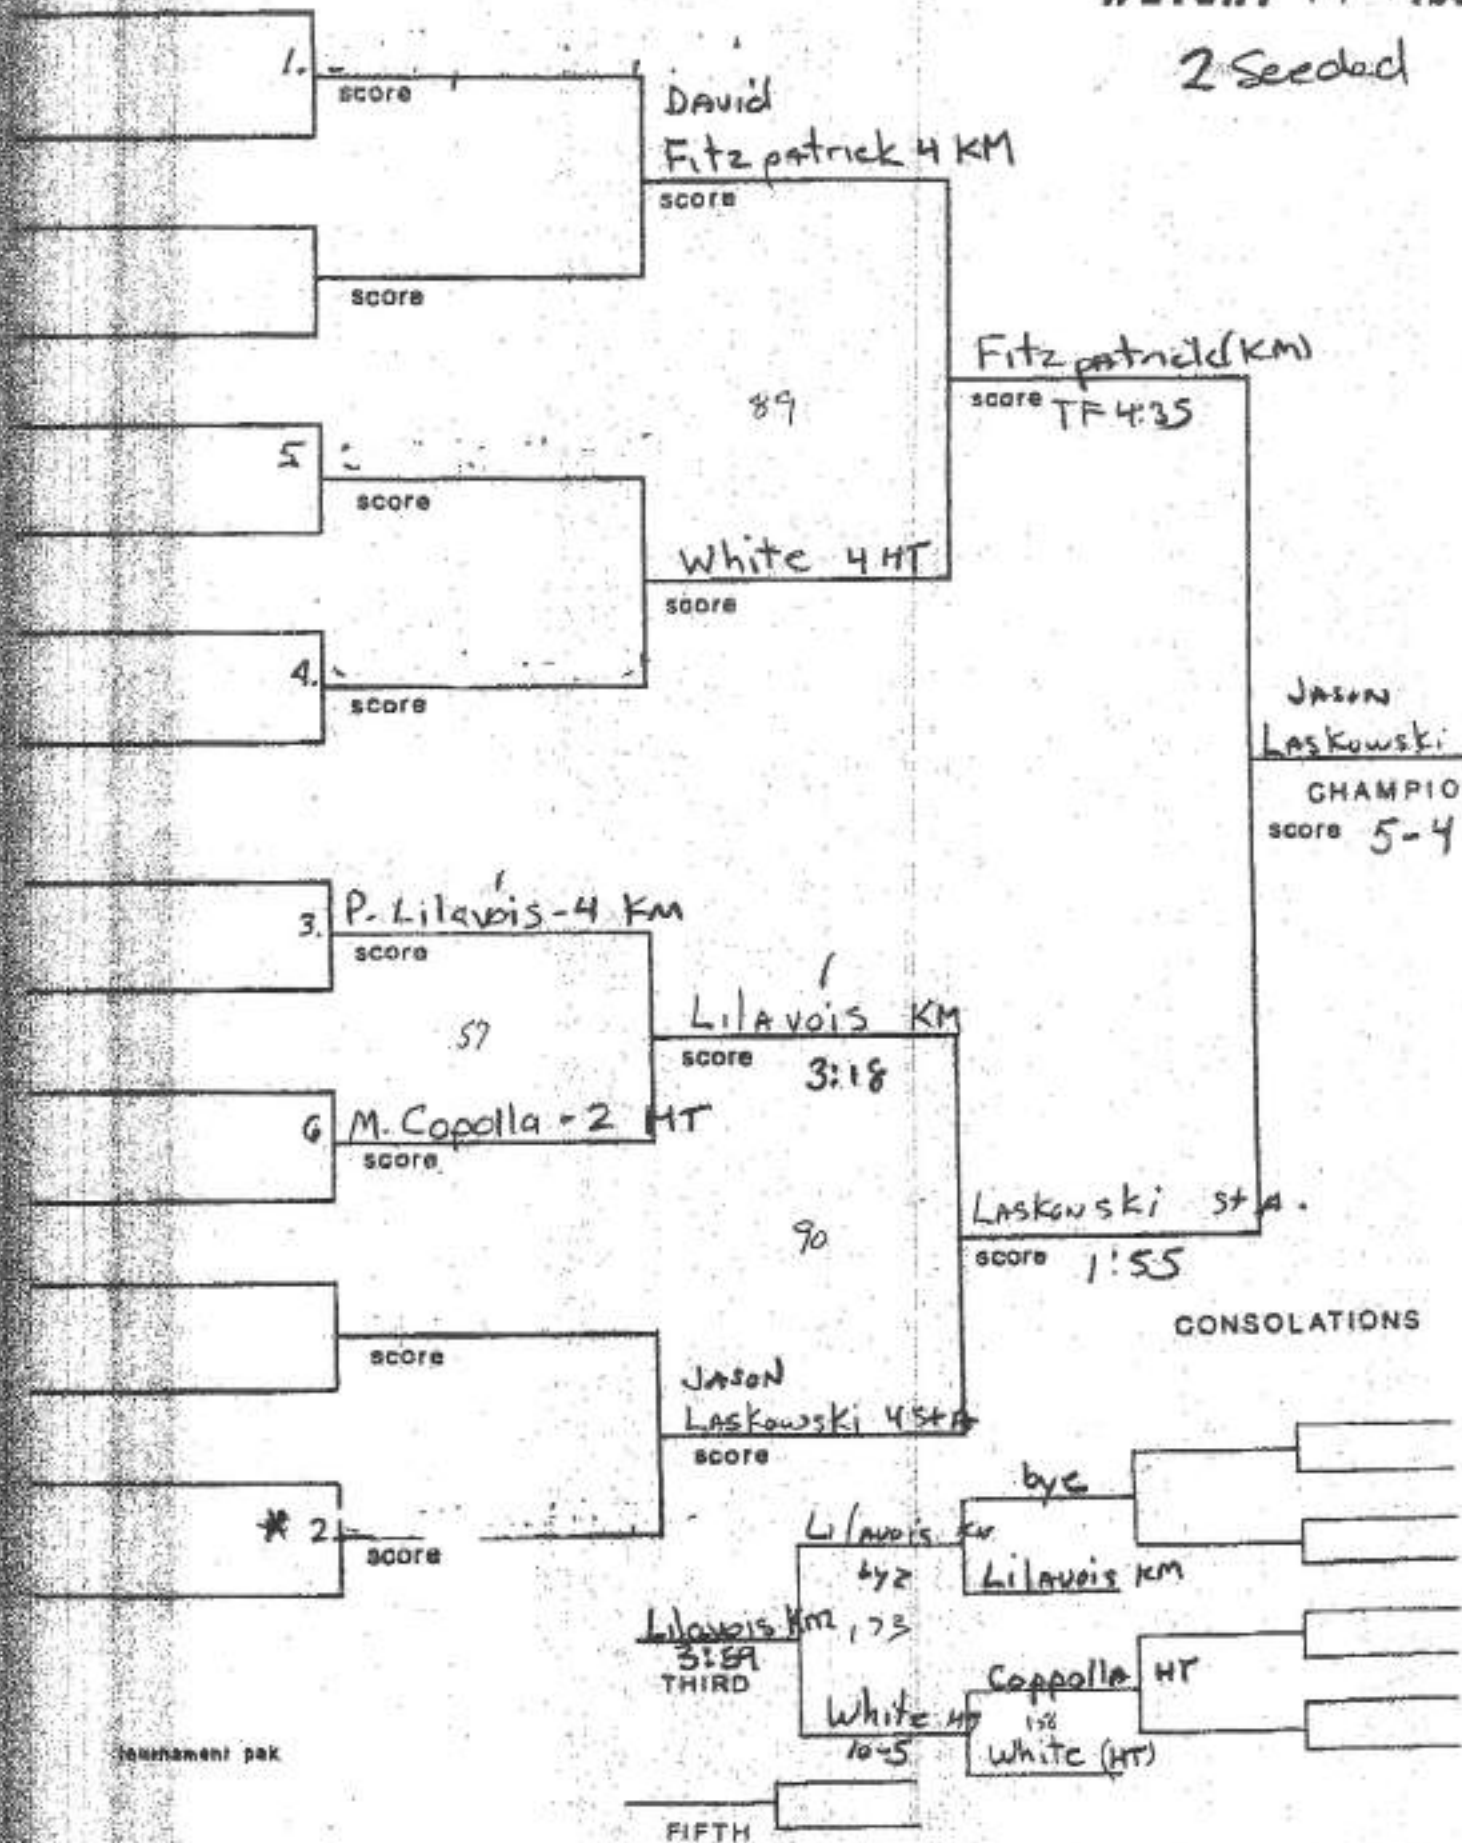 2 Seeded
1.
score
DAVID
Fitzpatrick 4 KM
score
score
Fitzpatrick (KM)
score TF 4:35
89
5
score
White 4 HT
score
4.
score
JASON
LASKOWSKI
CHAMPIO
score 5-4
3. P. Lilavois - 4 KM
score
LILAVOIS KM
score 3:18
57
6 M. Copolla - 2 HT
score
90
LASKOWSKI St A.
score 1:55
CONSOLATIONS
score
JASON
LASKOWSKI 4 St A
score
* 2
score
bye
Lilavois KM
bye
Lilavois KM
Lilavois KM 173
3:59
THIRD
Coppolla HT
158
White HT
10-5
White (HT)
tournament pak
FIFTH